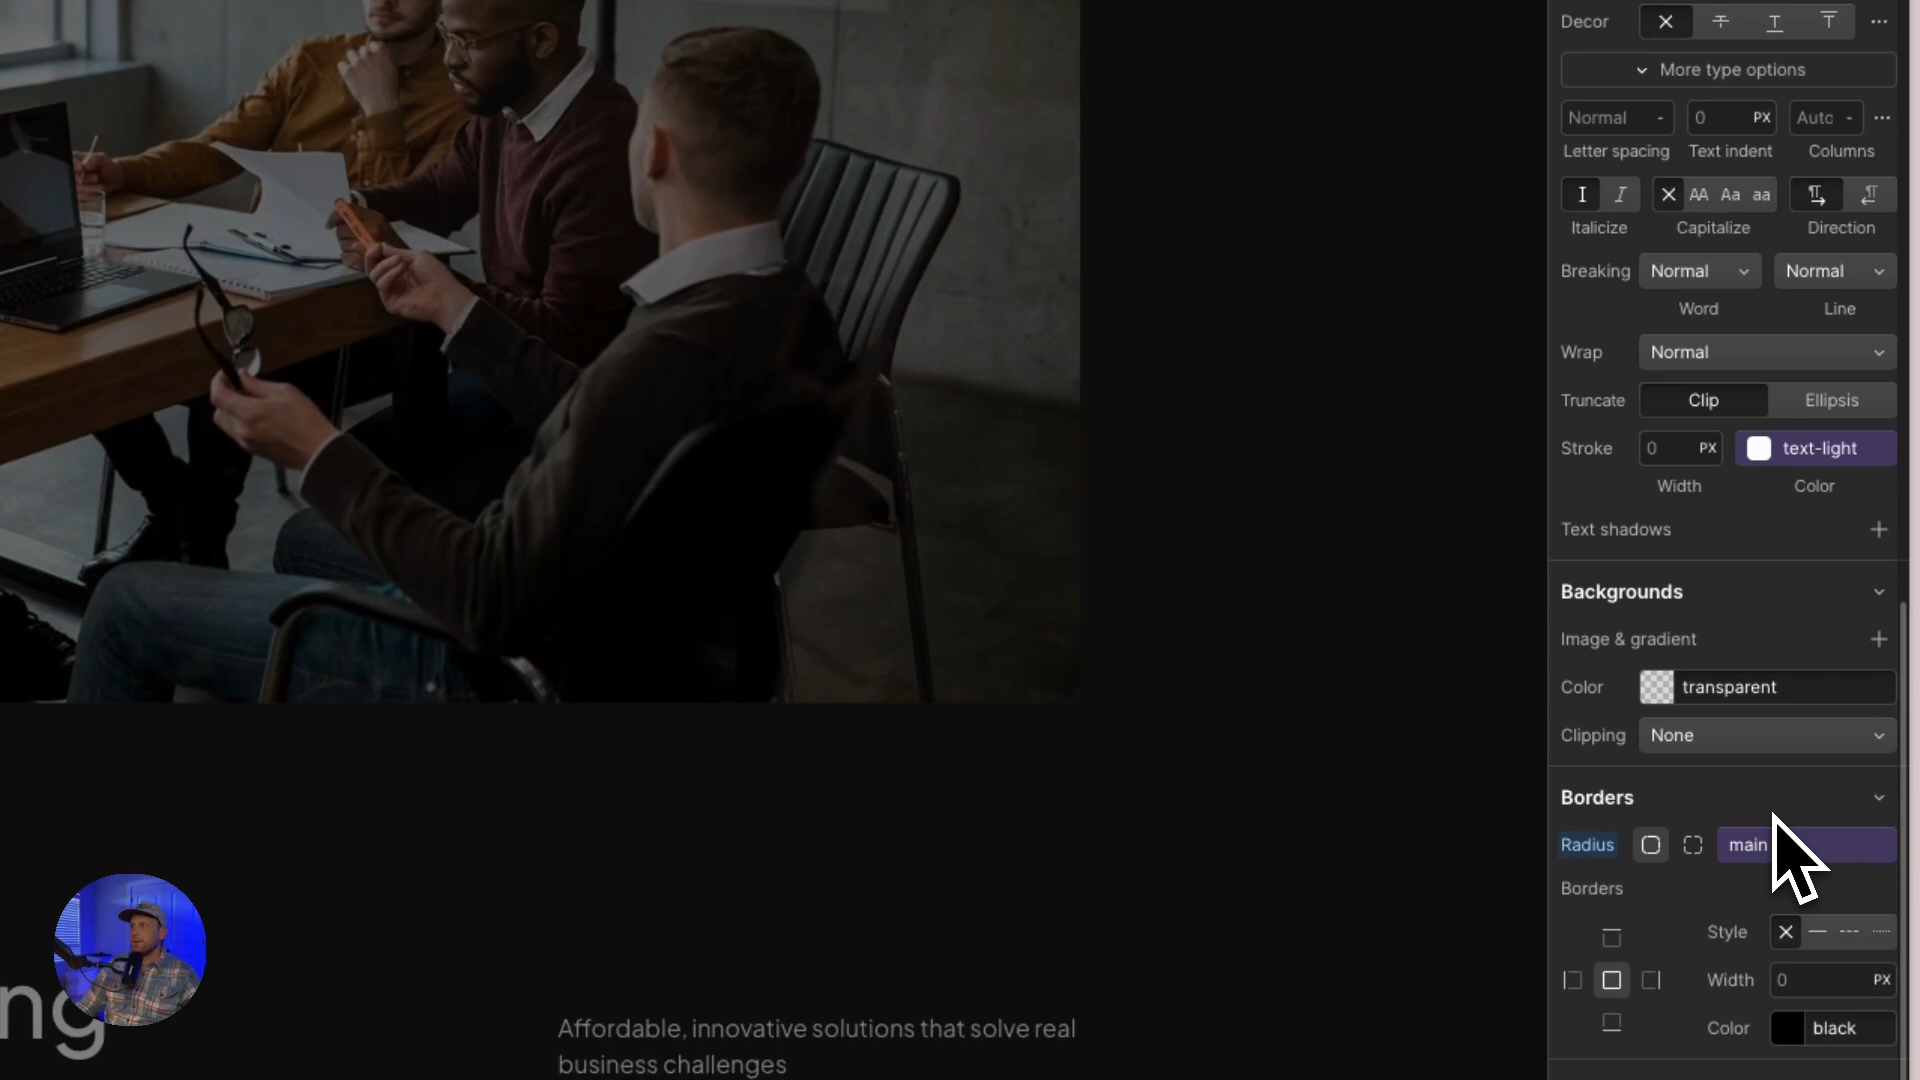 Decor
More type options
Normal - 0 PX Auto -
Letter spacing Text indent Columns
I I AA Aa aa
Italicize Capitalize Direction
Breaking Normal Normal
Word Line
Wrap Normal
Truncate Clip Ellipsis
Stroke 0 PX text-light
Width Color
Text shadows
Backgrounds
Image & gradient
Color transparent
Clipping None
Borders
Radius main
Borders
Style
Width 0 PX
Color black
ng
Affordable, innovative solutions that solve real
business challenges